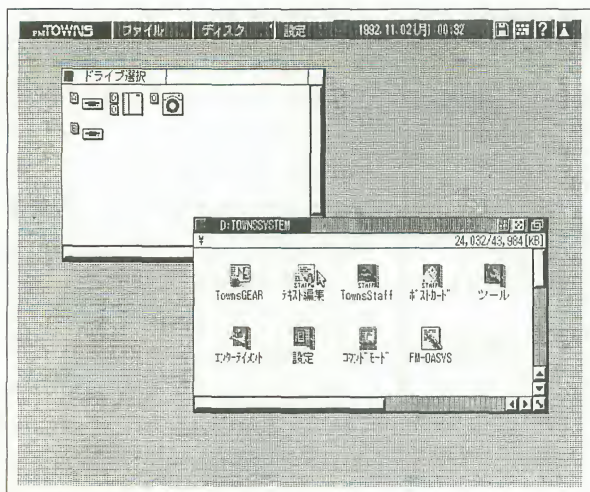 FMTOWNS ファイル ディスク 設定 1992.11.02(月) 00:32
ドライブ選択
D:TOWNSSYSTEM
¥ 24,032/43,984[KB]
TownsGEAR テキスト編集 TownsStaff ポストカード ツール
エンターテイメント 設定 コマンドモード FM-OASYS